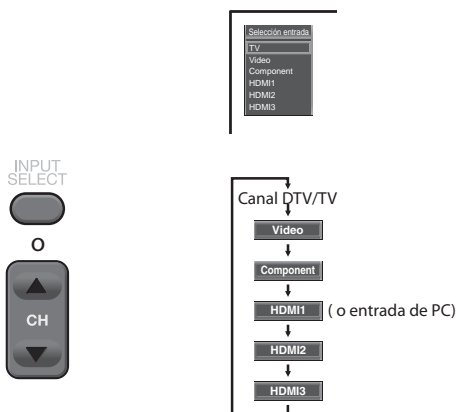 Selección entrada
TV
Video
Component
HDMI1
HDMI2
HDMI3
INPUT
SELECT
O
CH
Canal DTV/TV
Video
Component
HDMI1 ( o entrada de PC)
HDMI2
HDMI3